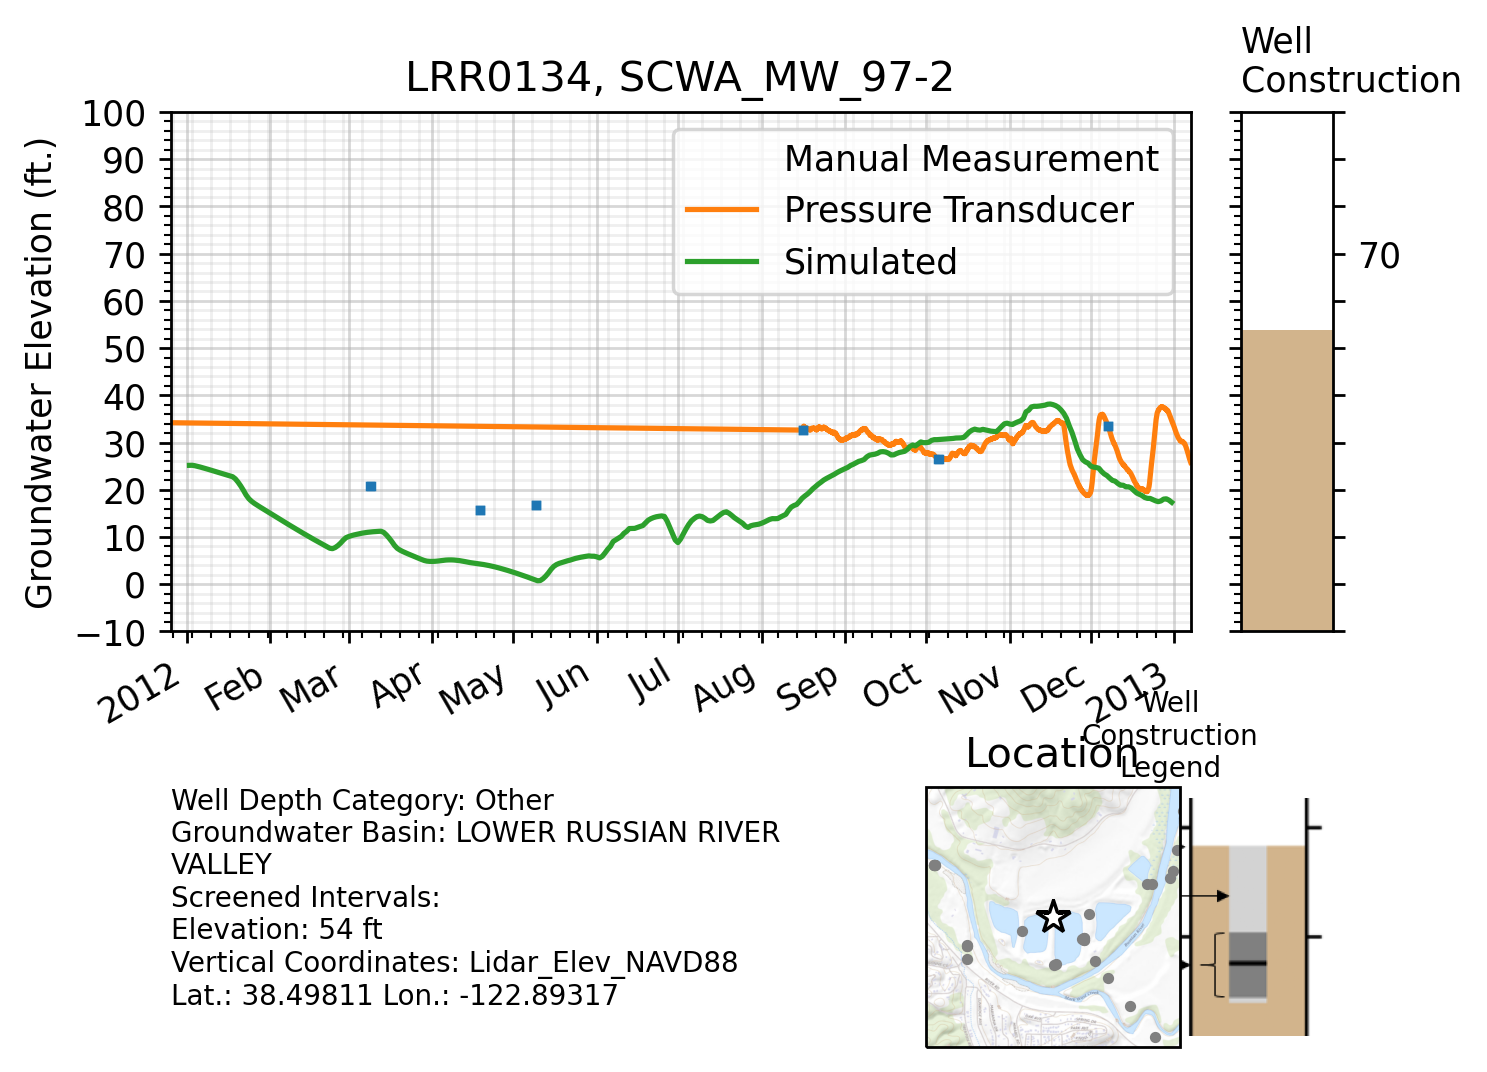 Well
Construction
LRR0134, SCWA_MW_97-2
Groundwater Elevation (ft.)
100
90
80
70
60
50
40
30
20
10
0
−10
Manual Measurement
Pressure Transducer
Simulated
70
2012 Feb Mar Apr May Jun Jul Aug Sep Oct Nov Dec 2013
Well
Construction
Legend
Location
Well Depth Category: Other
Groundwater Basin: LOWER RUSSIAN RIVER
VALLEY
Screened Intervals:
Elevation: 54 ft
Vertical Coordinates: Lidar_Elev_NAVD88
Lat.: 38.49811 Lon.: -122.89317